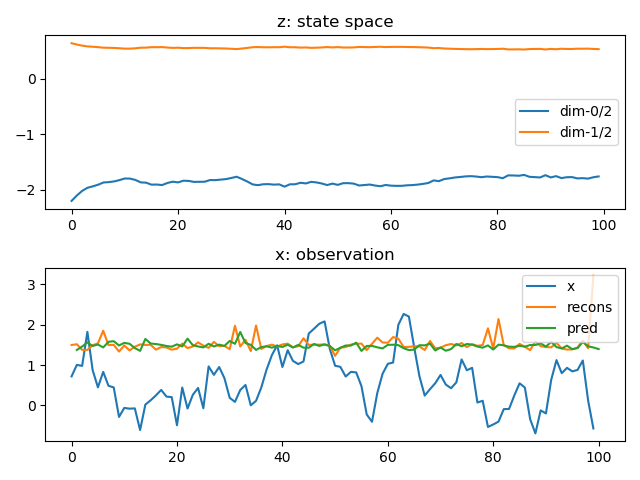 z: state space
0
−1
−2
dim-0/2
dim-1/2
0 20 40 60 80 100
x: observation
3
2
1
0
x
recons
pred
0 20 40 60 80 100